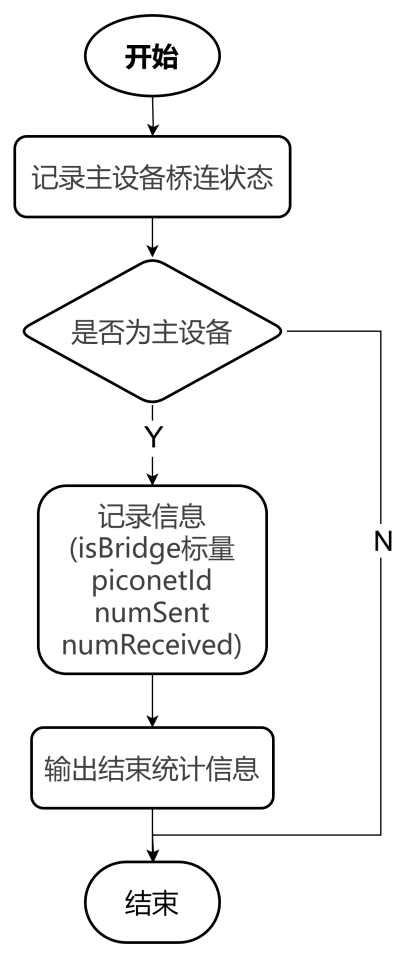 开始
记录主设备桥连状态
是否为主设备
Y
记录信息
(isBridge标量
piconetId
numSent
numReceived)
N
输出结束统计信息
结束